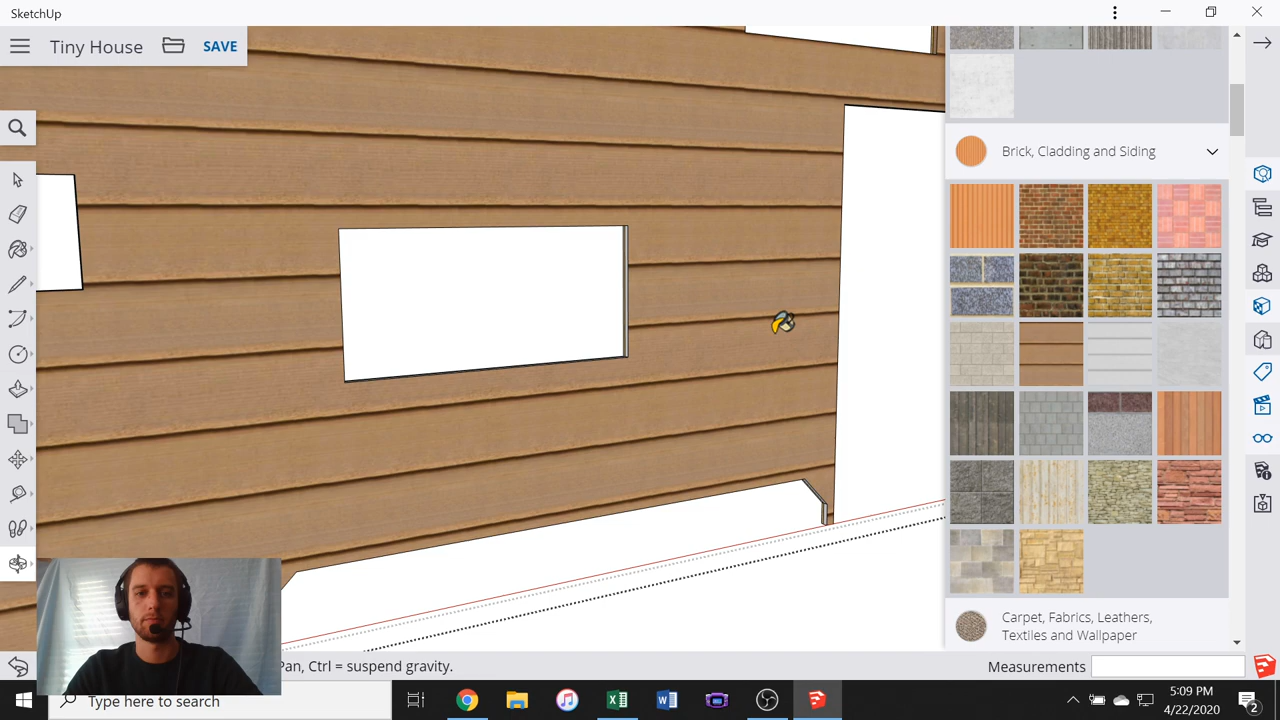 SketchUp
Tiny House
SAVE
Brick, Cladding and Siding
Carpet, Fabrics, Leathers,
Textiles and Wallpaper
Pan, Ctrl = suspend gravity.
Measurements
Type here to search
5:09 PM
4/22/2020
2